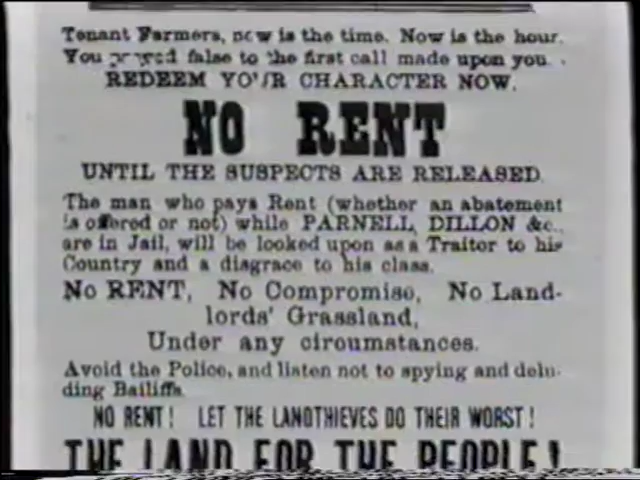 Tenant Farmers, now is the time. Now is the hour.
You proved false to the first call made upon you.
REDEEM YOUR CHARACTER NOW.
NO RENT
UNTIL THE SUSPECTS ARE RELEASED.
The man who pays Rent (whether an abatement
is offered or not) while PARNELL, DILLON &c.,
are in Jail, will be looked upon as a Traitor to his
Country and a disgrace to his class.
No RENT, No Compromise, No Land-
lords' Grassland,
Under any circumstances.
Avoid the Police, and listen not to spying and delu-
ding Bailiffs.
NO RENT! LET THE LANDTHIEVES DO THEIR WORST!
THE LAND FOR THE PEOPLE!